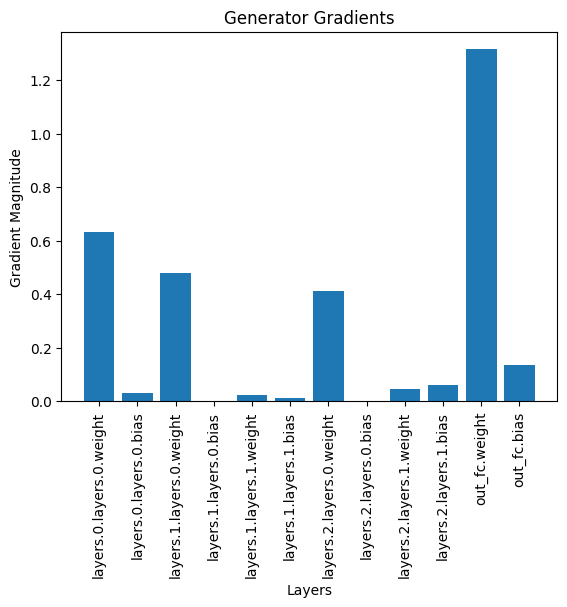 Generator Gradients
Gradient Magnitude
1.2
1.0
0.8
0.6
0.4
0.2
0.0
layers.0.layers.0.weight
layers.0.layers.0.bias
layers.1.layers.0.weight
layers.1.layers.0.bias
layers.1.layers.1.weight
layers.1.layers.1.bias
layers.2.layers.0.weight
layers.2.layers.0.bias
layers.2.layers.1.weight
layers.2.layers.1.bias
out_fc.weight
out_fc.bias
Layers